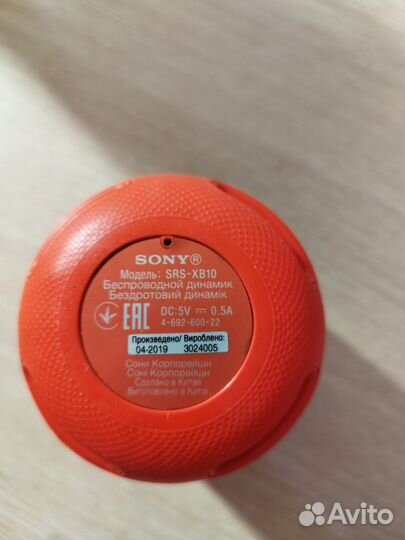 SONY®
Модель: SRS-XB10
Беспроводной динамик
Бездротовий динамік
EAC DC:5V ⎓ 0.5A
4-692-600-22
Произведено/ Вироблено:
04-2019 3024005
Сони Корпорейшн
Соні Корпорейшн
Сделано в Китае
Виготовлено в Китаї
Avito